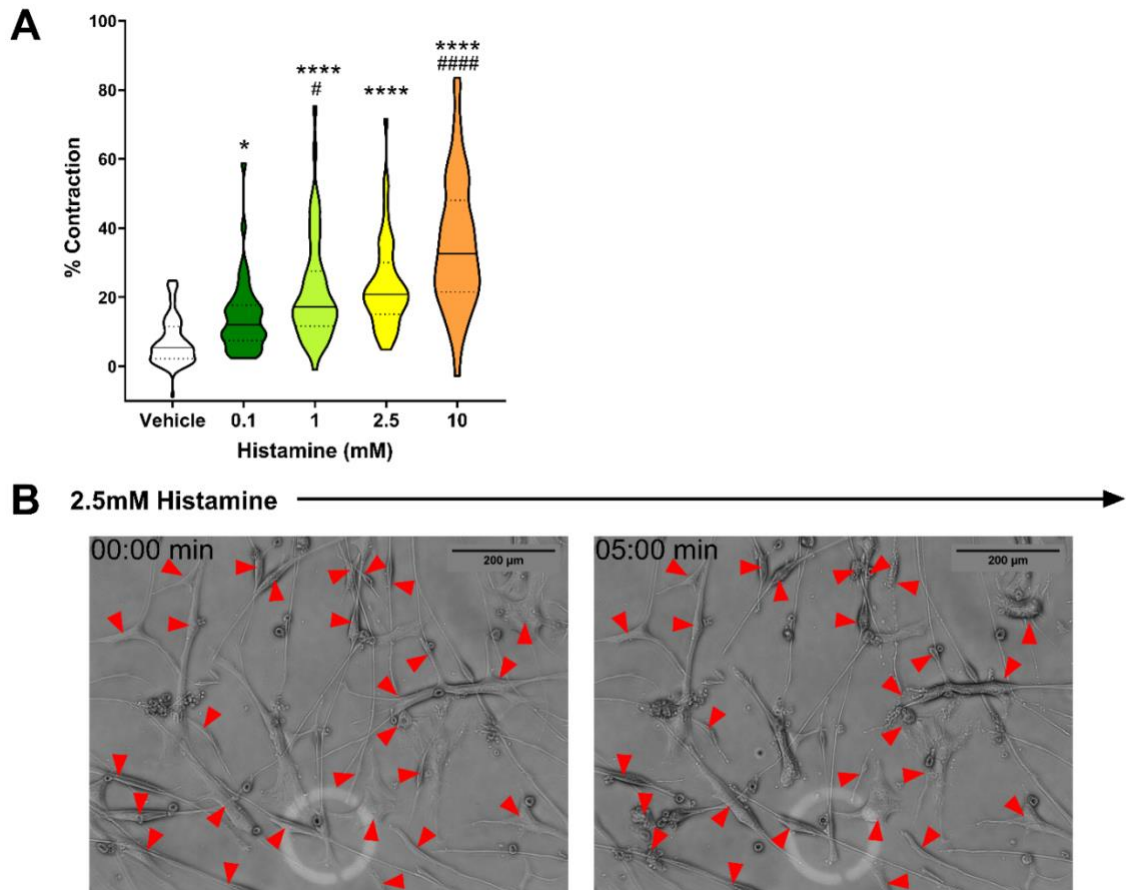 A
100
80
60
40
20
0
% Contraction
****
####
****
#
****
*
Vehicle 0.1 1 2.5 10
Histamine (mM)
B 2.5mM Histamine
00:00 min 200 µm
05:00 min 200 µm